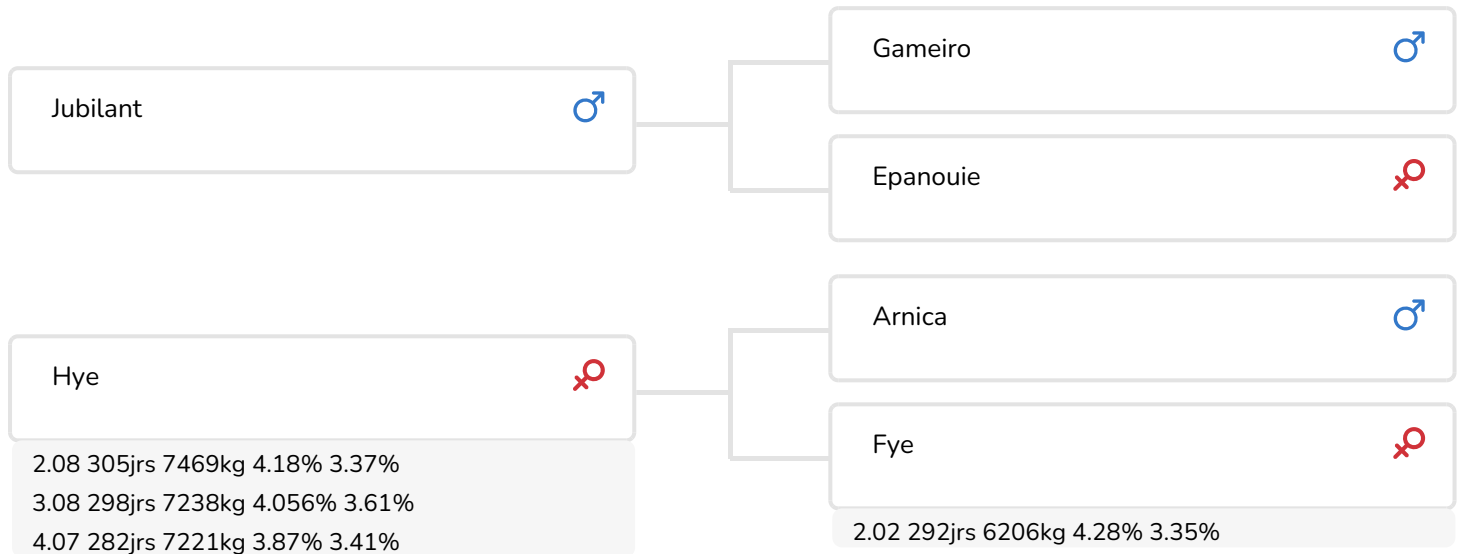 Jubilant
Gameiro
Epanouie
Hye
2.08 305jrs 7469kg 4.18% 3.37%
3.08 298jrs 7238kg 4.056% 3.61%
4.07 282jrs 7221kg 3.87% 3.41%
Arnica
Fye
2.02 292jrs 6206kg 4.28% 3.35%